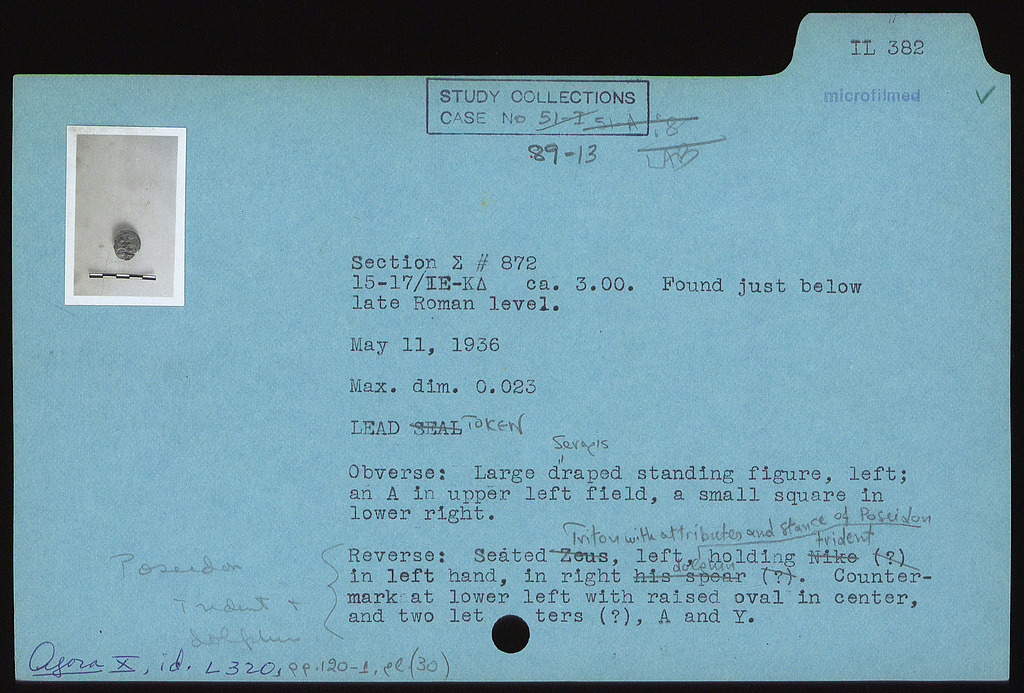 IL 382
microfilmed
STUDY COLLECTIONS
CASE No 51-I
89-13
LAB
Section Σ # 872
15-17/ΙΕ-ΚΔ ca. 3.00. Found just below
late Roman level.
May 11, 1936
Max. dim. 0.023
LEAD SEAL TOKEN
Serapis
Obverse: Large draped standing figure, left;
an A in upper left field, a small square in
lower right.
Triton with attributes and stance of Poseidon
trident
Reverse: Seated Zeus, left, holding Nike (?)
dolphin
in left hand, in right his spear (?). Counter-
mark at lower left with raised oval in center,
and two let ters (?), A and Y.
Poseidon
Trident +
dolphin
Agora X, id. L 320, pp. 120-1, pl. (30)